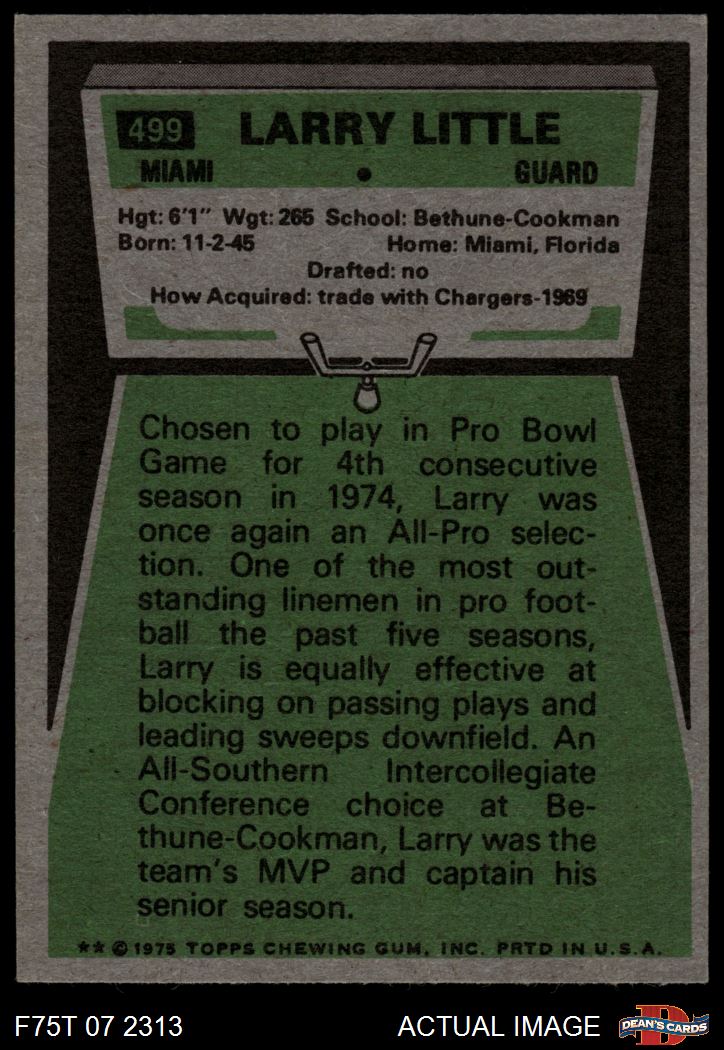 499 LARRY LITTLE
MIAMI • GUARD
Hgt: 6'1" Wgt: 265 School: Bethune-Cookman
Born: 11-2-45 Home: Miami, Florida
Drafted: no
How Acquired: trade with Chargers-1969
Chosen to play in Pro Bowl
Game for 4th consecutive
season in 1974, Larry was
once again an All-Pro selec-
tion. One of the most out-
standing linemen in pro foot-
ball the past five seasons,
Larry is equally effective at
blocking on passing plays and
leading sweeps downfield. An
All-Southern Intercollegiate
Conference choice at Be-
thune-Cookman, Larry was the
team's MVP and captain his
senior season.
** © 1975 TOPPS CHEWING GUM, INC. PRTD IN U.S.A.
F75T 07 2313 ACTUAL IMAGE D DEAN'S CARDS